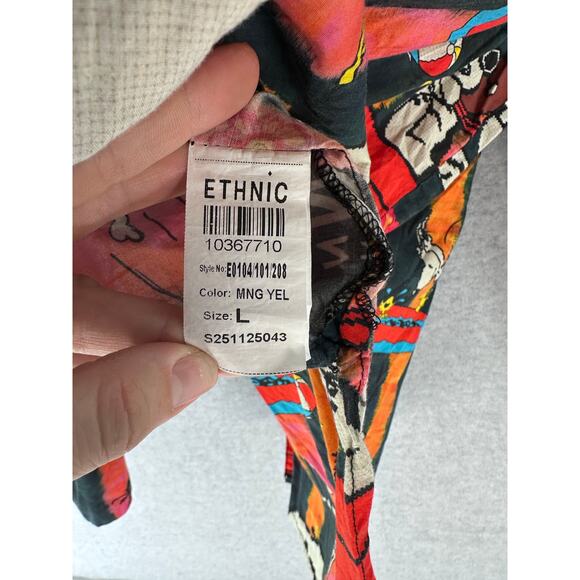 ETHNiC
10367710
Style No: E0104/101/208
Color: MNG YEL
Size: L
S251125043